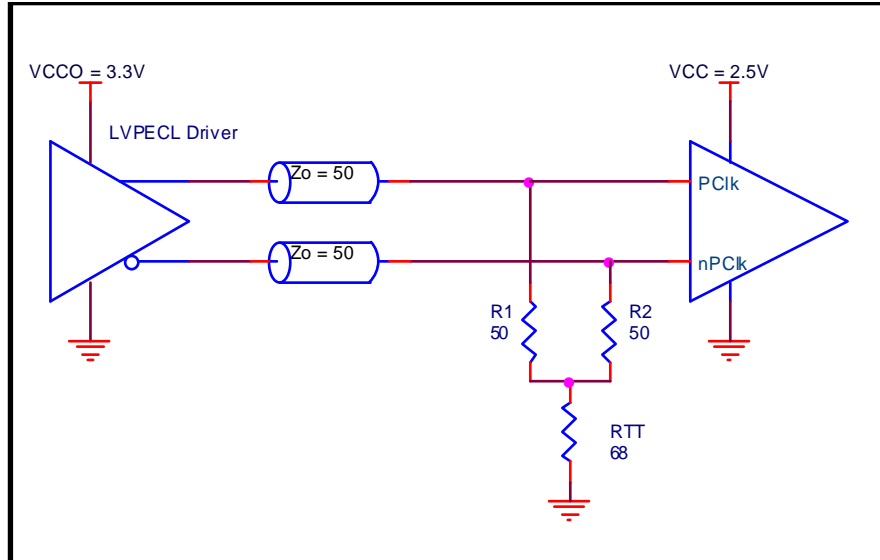 VCCO = 3.3V
VCC = 2.5V
LVPECL Driver
Zo = 50
PClk
Zo = 50
nPClk
R1
50
R2
50
RTT
68